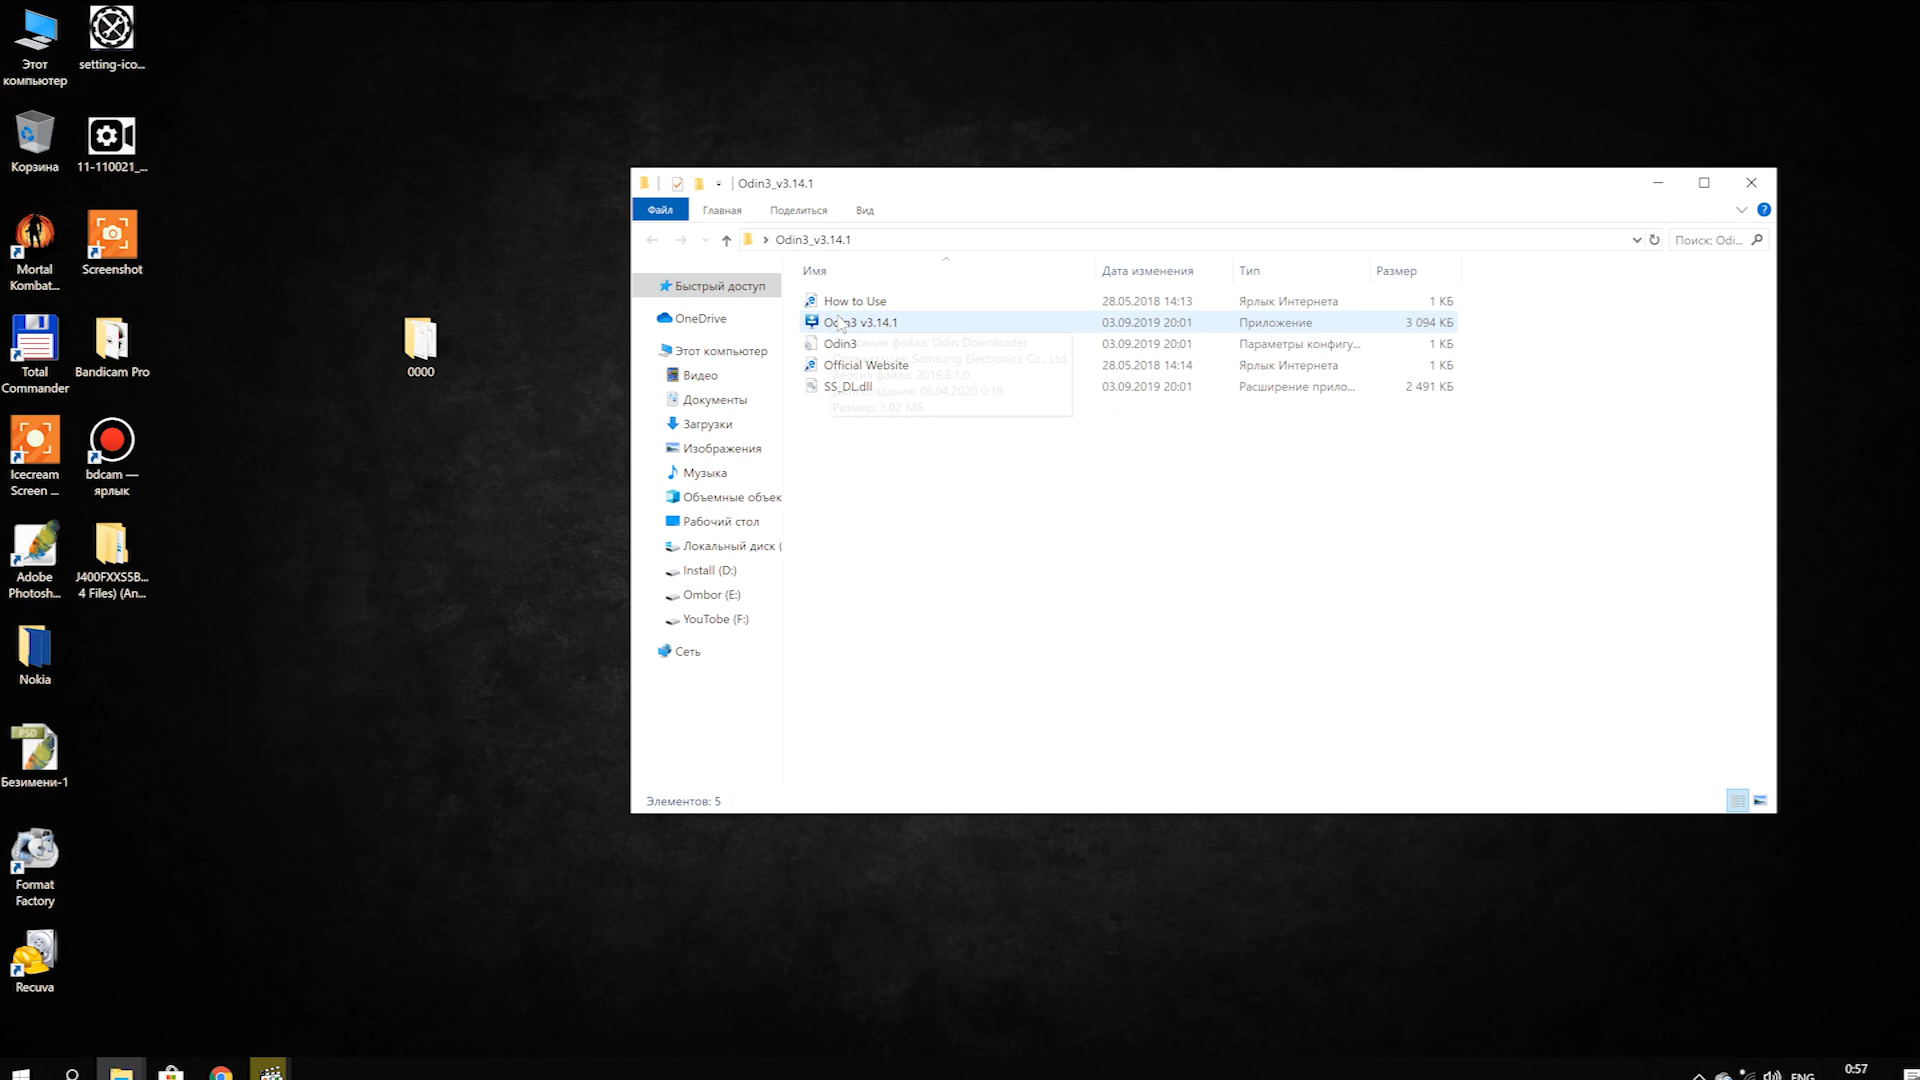 Этот
компьютер
setting-ico...
Корзина
11-110021_...
Mortal
Kombat...
Screenshot
Total
Commander
Bandicam Pro
0000
Icecream
Screen ...
bdcam —
ярлык
Adobe
Photosh...
J400FXXS5B...
4 Files) (An...
Nokia
PSD
Безимени-1
Format
Factory
Recuva
Odin3_v3.14.1
Файл
Главная
Поделиться
Вид
Odin3_v3.14.1
Поиск: Odi...
Имя
Дата изменения
Тип
Размер
How to Use
28.05.2018 14:13
Ярлык Интернета
1 КБ
Odin3 v3.14.1
03.09.2019 20:01
Приложение
3 094 КБ
Odin3
03.09.2019 20:01
Параметры конфигу...
1 КБ
Official Website
28.05.2018 14:14
Ярлык Интернета
1 КБ
SS_DL.dll
03.09.2019 20:01
Расширение прило...
2 491 КБ
файла: Odin Downloader
Samsung Electronics Co., Ltd.
файла: 2019.5.1.0
создания: 06.04.2020 0:18
Размер: 3,02 МБ
Быстрый доступ
OneDrive
Этот компьютер
Видео
Документы
Загрузки
Изображения
Музыка
Объемные объек
Рабочий стол
Локальный диск (
Install (D:)
Ombor (E:)
YouTobe (F:)
Сеть
Элементов: 5
ENG
0:57